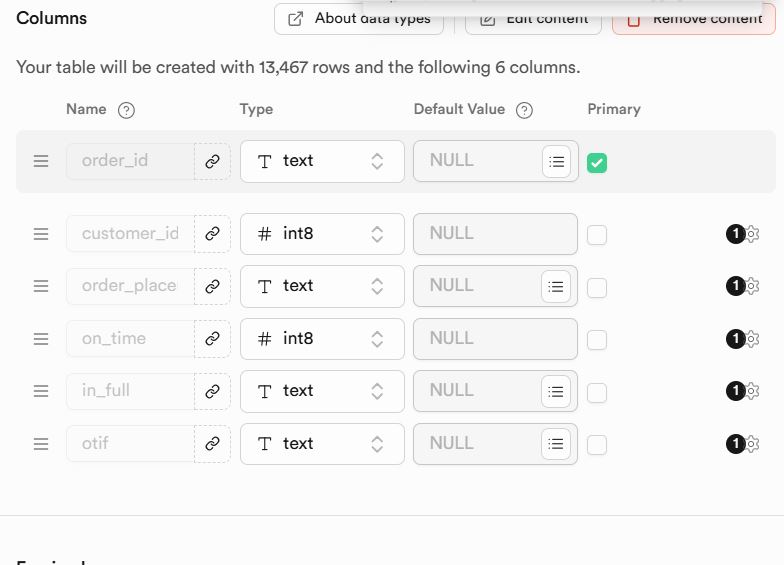 Columns
About data types
Edit content
Remove content
Your table will be created with 13,467 rows and the following 6 columns.
Name ? Type Default Value ? Primary
order_id text NULL
customer_id # int8 NULL 1
order_place text NULL 1
on_time # int8 NULL 1
in_full text NULL 1
otif text NULL 1